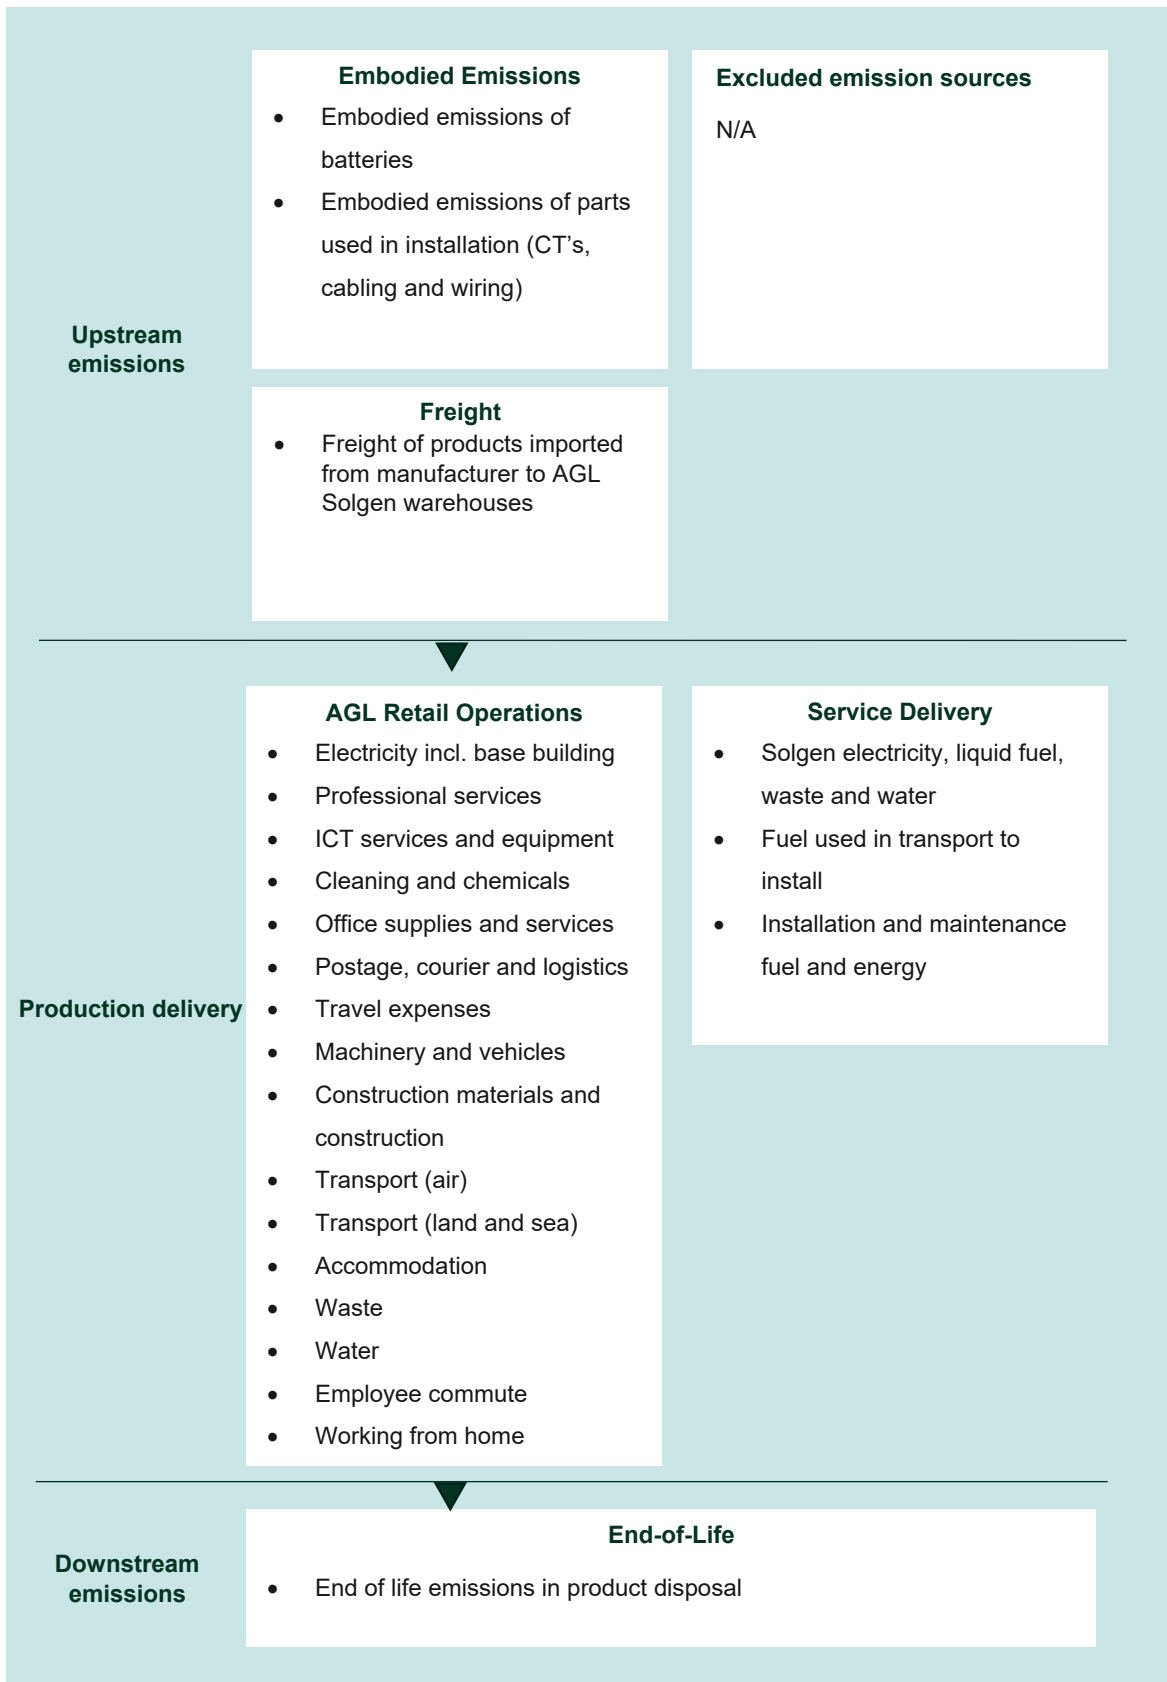 Upstream
emissions
Embodied Emissions
• Embodied emissions of
batteries
• Embodied emissions of parts
used in installation (CT’s,
cabling and wiring)
Excluded emission sources
N/A
Freight
• Freight of products imported
from manufacturer to AGL
Solgen warehouses
Production delivery
AGL Retail Operations
• Electricity incl. base building
• Professional services
• ICT services and equipment
• Cleaning and chemicals
• Office supplies and services
• Postage, courier and logistics
• Travel expenses
• Machinery and vehicles
• Construction materials and
construction
• Transport (air)
• Transport (land and sea)
• Accommodation
• Waste
• Water
• Employee commute
• Working from home
Service Delivery
• Solgen electricity, liquid fuel,
waste and water
• Fuel used in transport to
install
• Installation and maintenance
fuel and energy
Downstream
emissions
End-of-Life
• End of life emissions in product disposal